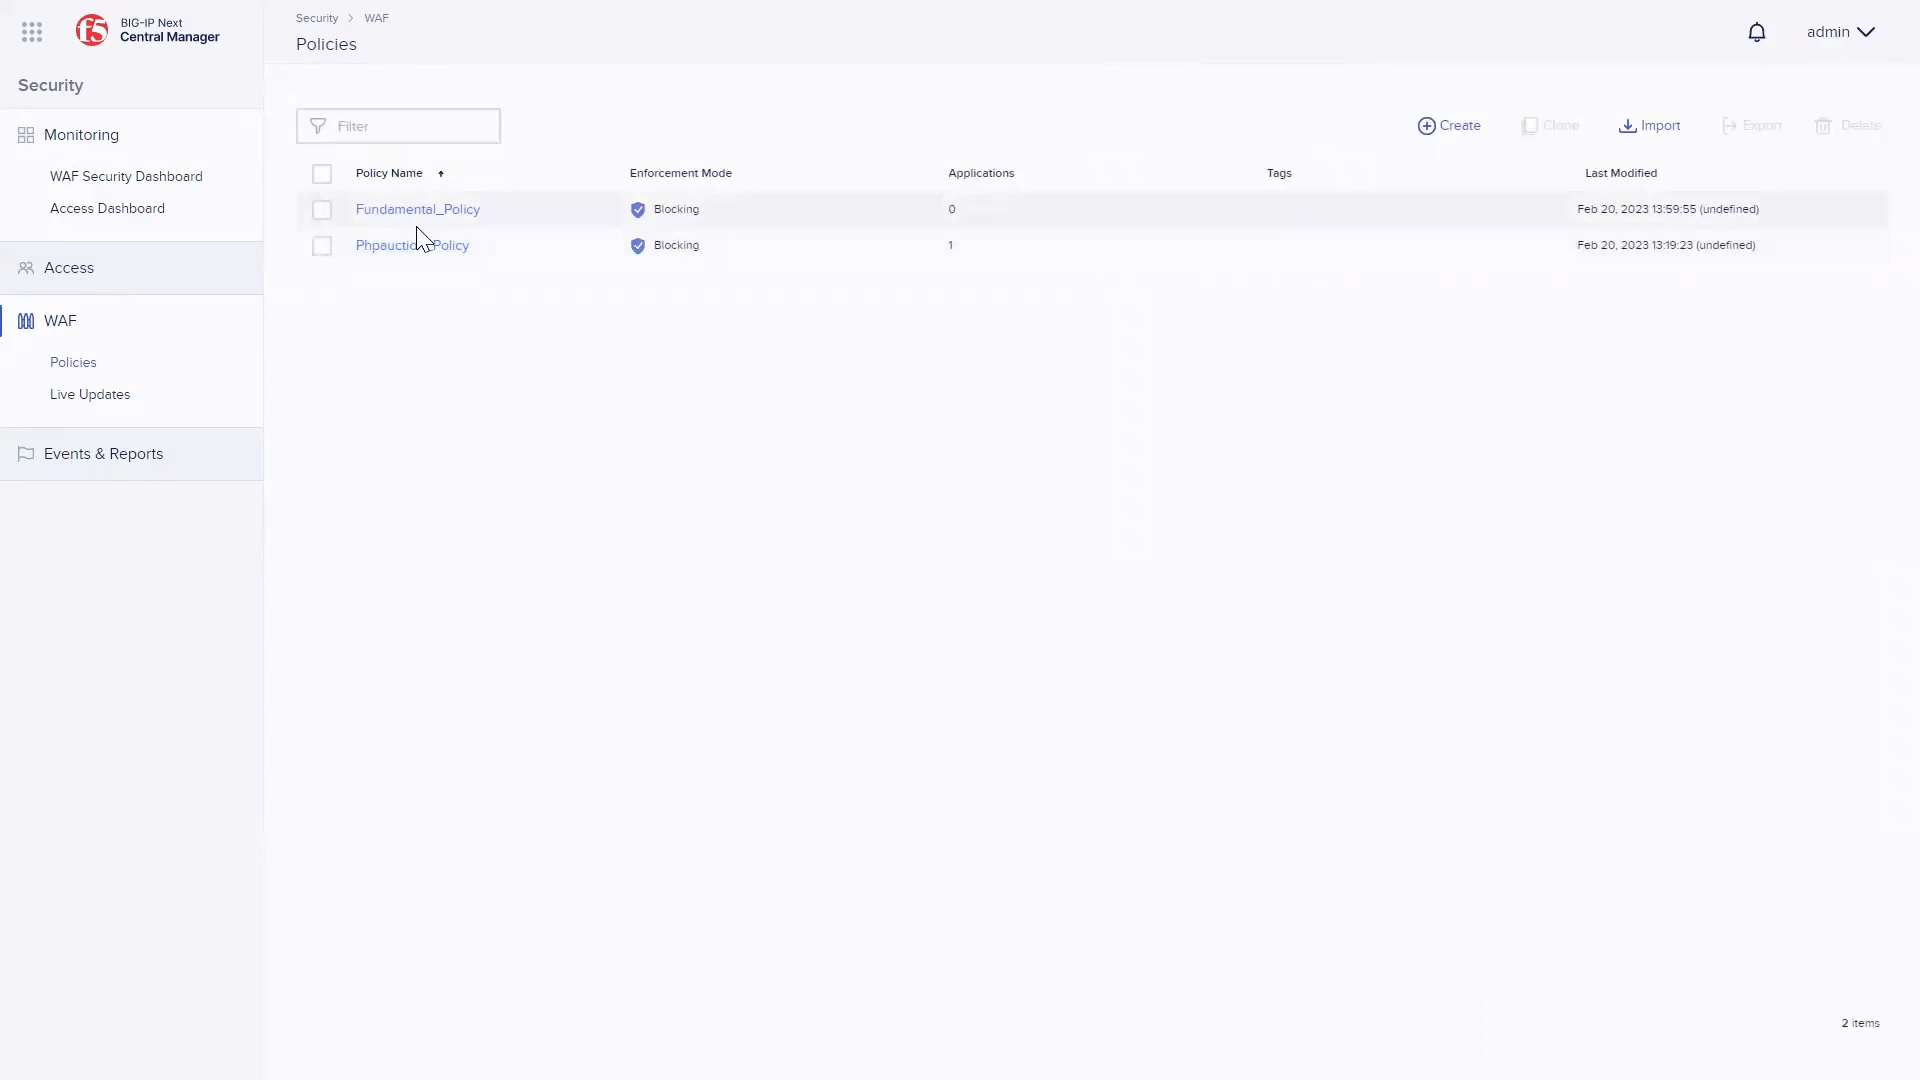 BIG-IP Next
Central Manager
Security > WAF
Policies
admin
Security
Monitoring
WAF Security Dashboard
Access Dashboard
Access
WAF
Policies
Live Updates
Events & Reports
Filter
Create Clone Import Export Delete
Policy Name Enforcement Mode Applications Tags Last Modified
Fundamental_Policy Blocking 0 Feb 20, 2023 13:59:55 (undefined)
Phpauction_Policy Blocking 1 Feb 20, 2023 13:19:23 (undefined)
2 items
f5